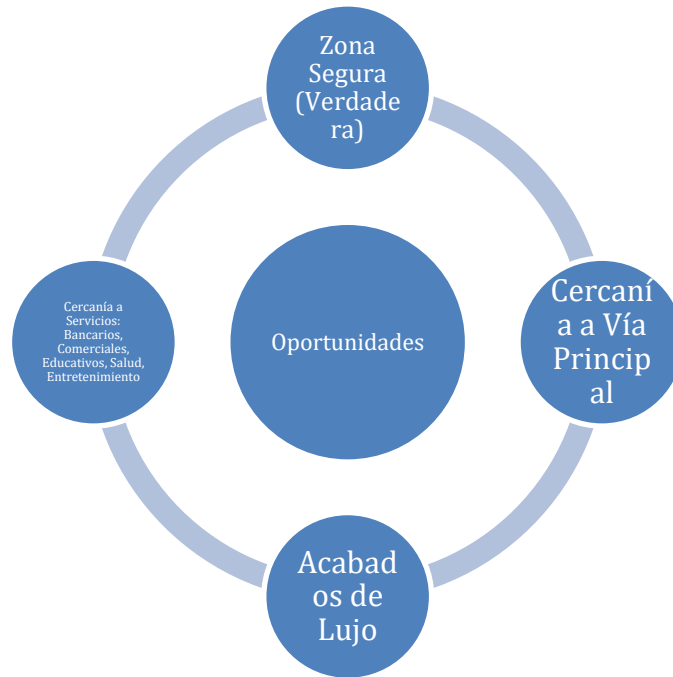 Zona
Segura
(Verdade
ra)
Cercanía a
Servicios:
Bancarios,
Comerciales,
Educativos, Salud,
Entretenimiento
Oportunidades
Cercaní
a a Vía
Princip
al
Acabad
os de
Lujo